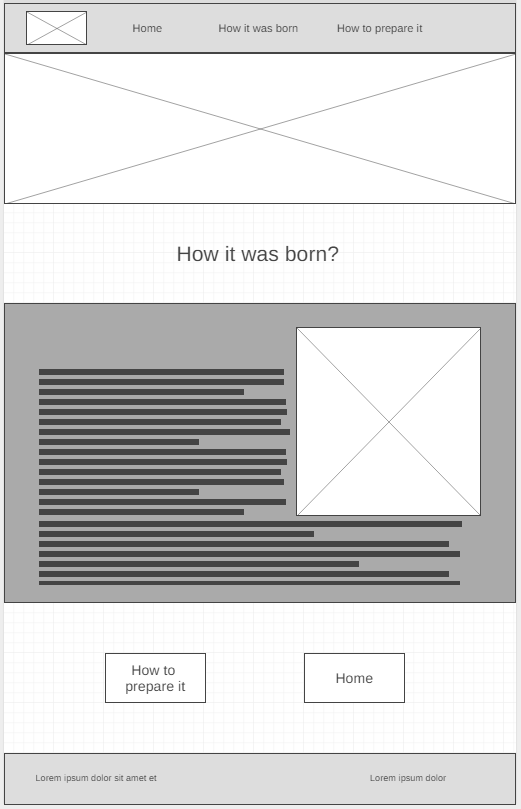 Home
How it was born
How to prepare it
How it was born?
How to
prepare it
Home
Lorem ipsum dolor sit amet et
Lorem ipsum dolor